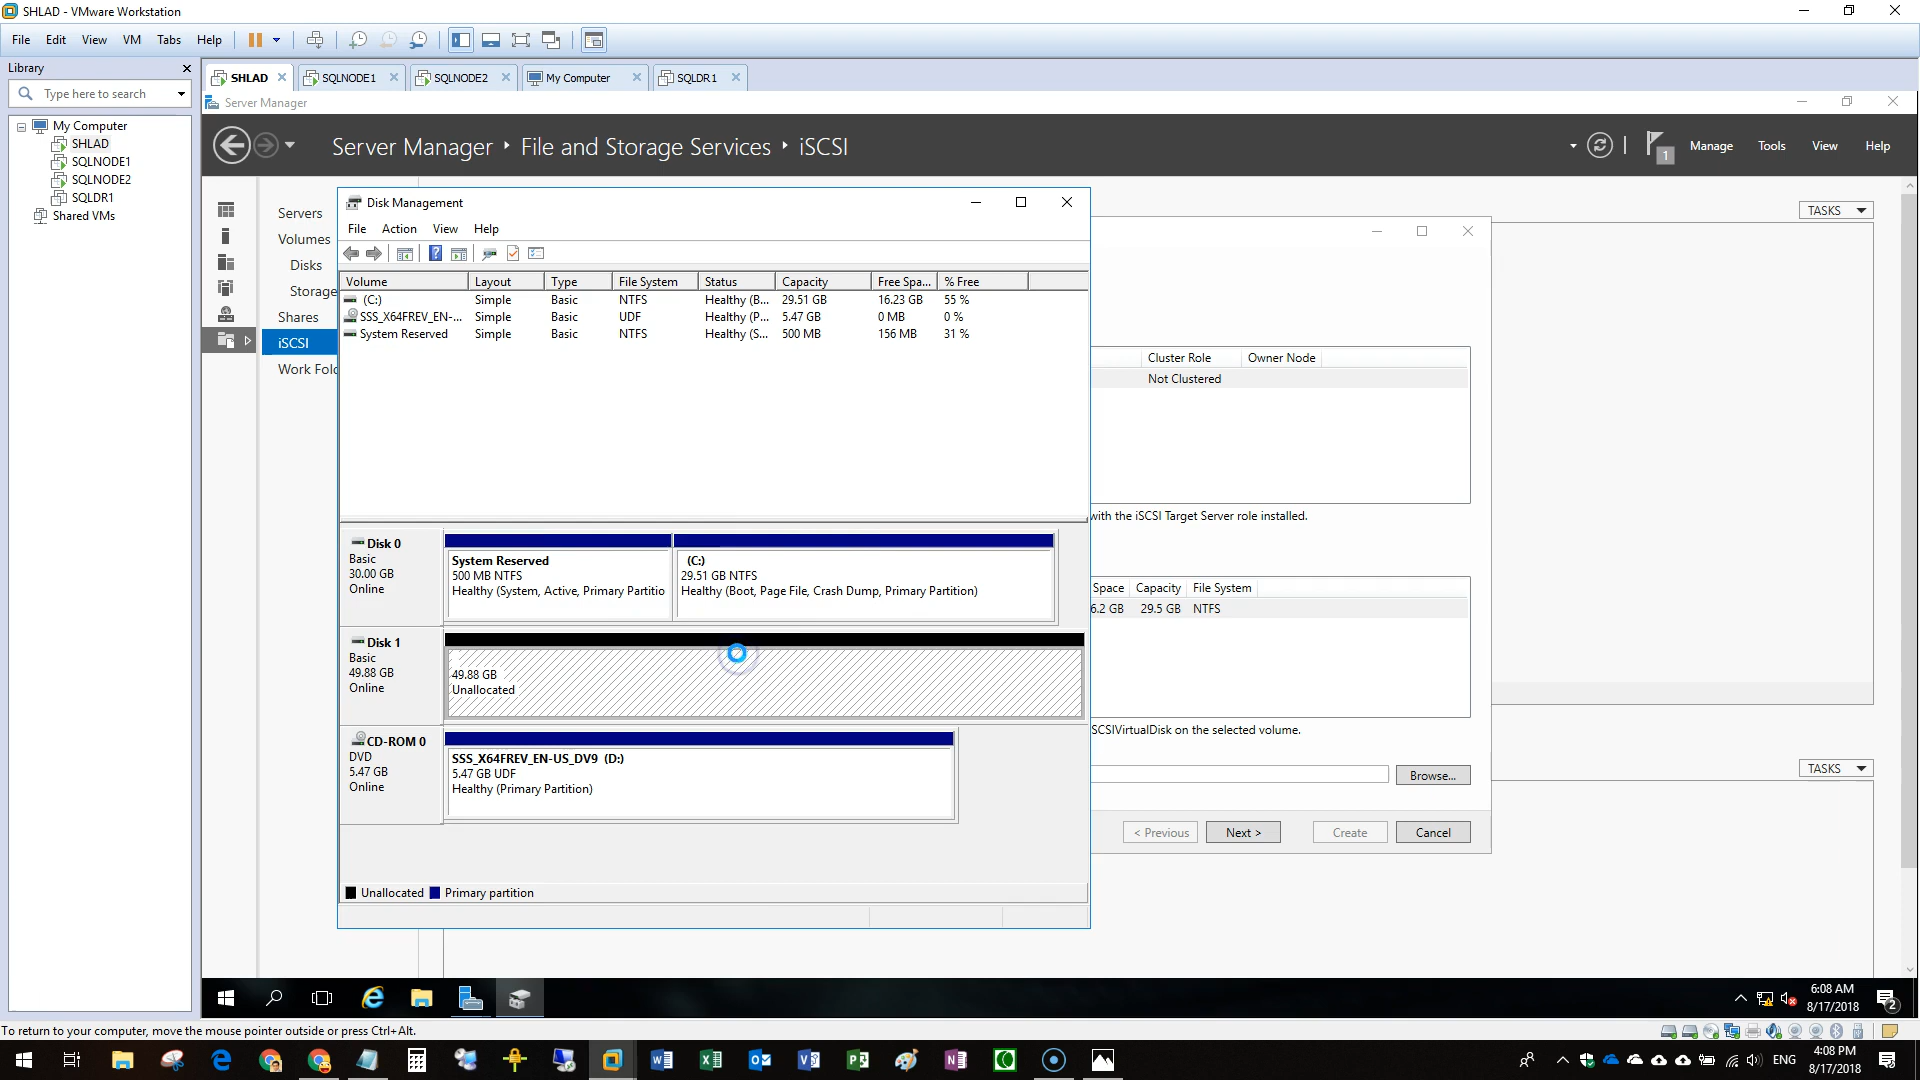 SHLAD - VMware Workstation
File Edit View VM Tabs Help
Library
Type here to search
My Computer
SHLAD
SQLNODE1
SQLNODE2
SQLDR1
Shared VMs
SHLAD SQLNODE1 SQLNODE2 My Computer SQLDR1
Server Manager
Server Manager File and Storage Services iSCSI
1 Manage Tools View Help
Servers
Volumes
Disks
Storage
Shares
iSCSI
Work Fold
TASKS
Disk Management
File Action View Help
Volume Layout Type File System Status Capacity Free Spa... % Free
(C:) Simple Basic NTFS Healthy (B... 29.51 GB 16.23 GB 55 %
SSS_X64FREV_EN-... Simple Basic UDF Healthy (P... 5.47 GB 0 MB 0 %
System Reserved Simple Basic NTFS Healthy (S... 500 MB 156 MB 31 %
Disk 0
Basic
30.00 GB
Online
System Reserved
500 MB NTFS
Healthy (System, Active, Primary Partitio
(C:)
29.51 GB NTFS
Healthy (Boot, Page File, Crash Dump, Primary Partition)
Disk 1
Basic
49.88 GB
Online
49.88 GB
Unallocated
CD-ROM 0
DVD
5.47 GB
Online
SSS_X64FREV_EN-US_DV9 (D:)
5.47 GB UDF
Healthy (Primary Partition)
Unallocated Primary partition
Cluster Role Owner Node
Not Clustered
with the iSCSI Target Server role installed.
Space Capacity File System
6.2 GB 29.5 GB NTFS
SCSIVirtualDisk on the selected volume.
Browse...
< Previous Next > Create Cancel
TASKS
6:08 AM
8/17/2018
2
To return to your computer, move the mouse pointer outside or press Ctrl+Alt.
ENG
4:08 PM
8/17/2018